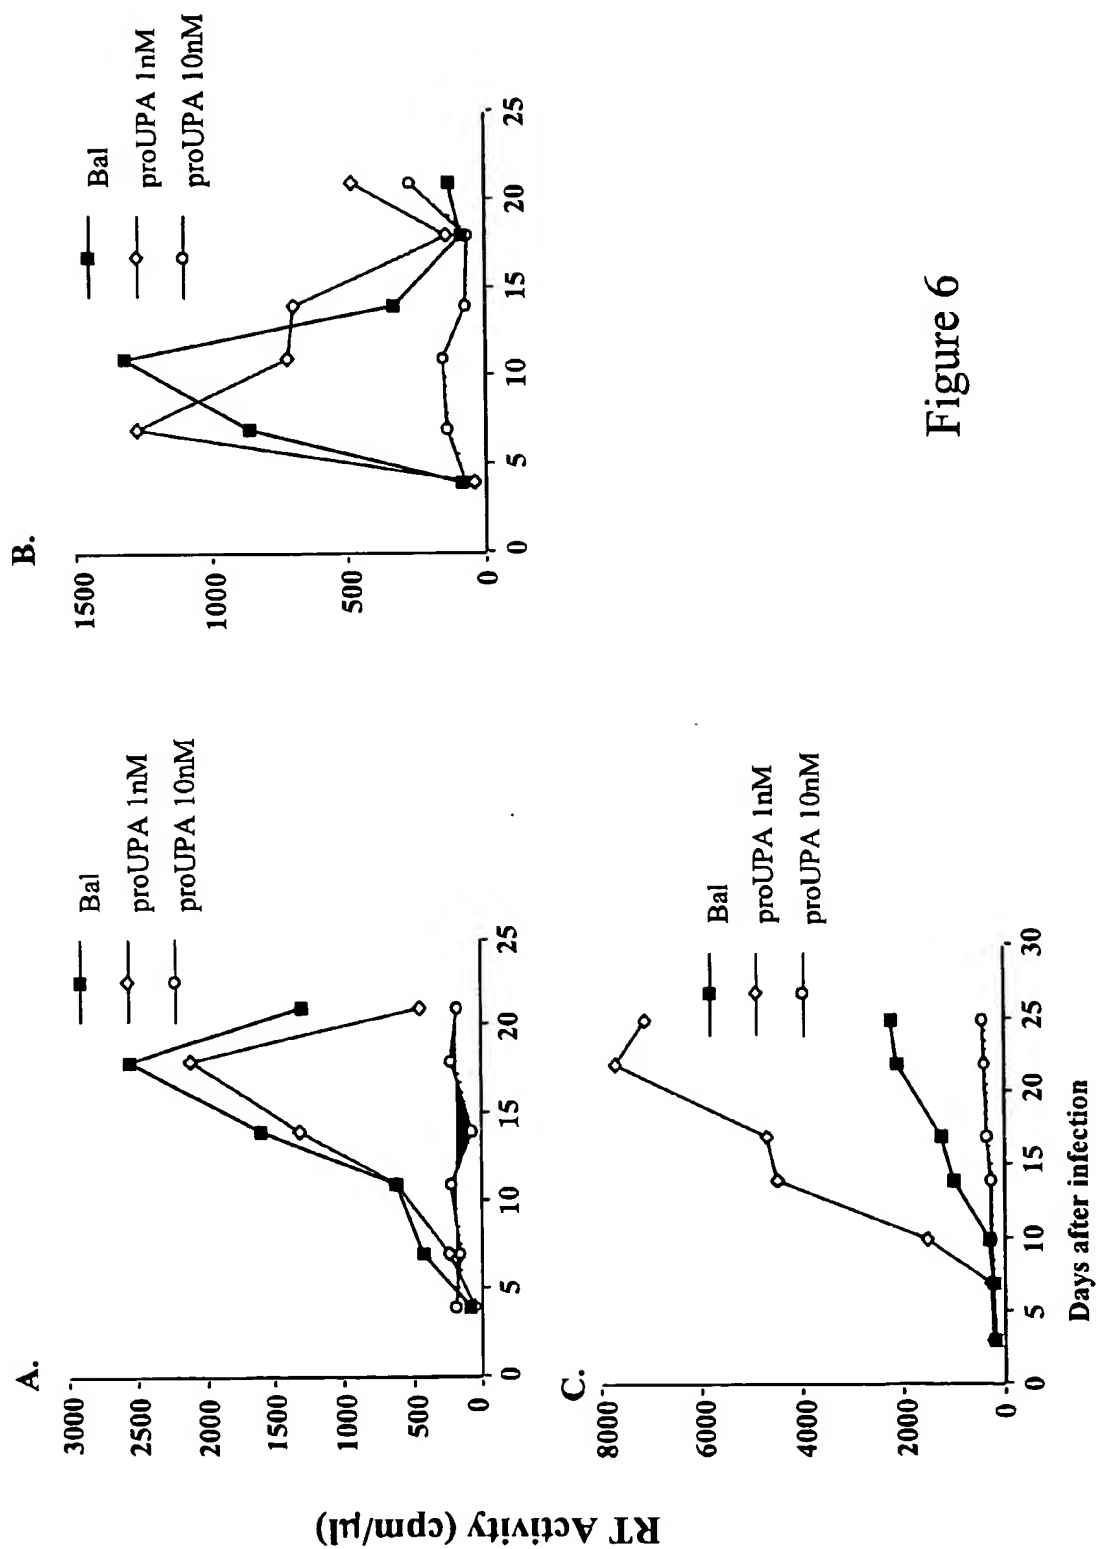 A.
3000
2500
2000
1500
1000
500
0
0
5
10
15
20
25
Bal
proUPA 1nM
proUPA 10nM
B.
1500
1000
500
0
0
5
10
15
20
25
Bal
proUPA 1nM
proUPA 10nM
C.
8000
6000
4000
2000
0
0
5
10
15
20
25
30
Bal
proUPA 1nM
proUPA 10nM
RT Activity (cpm/µl)
Days after infection
Figure 6